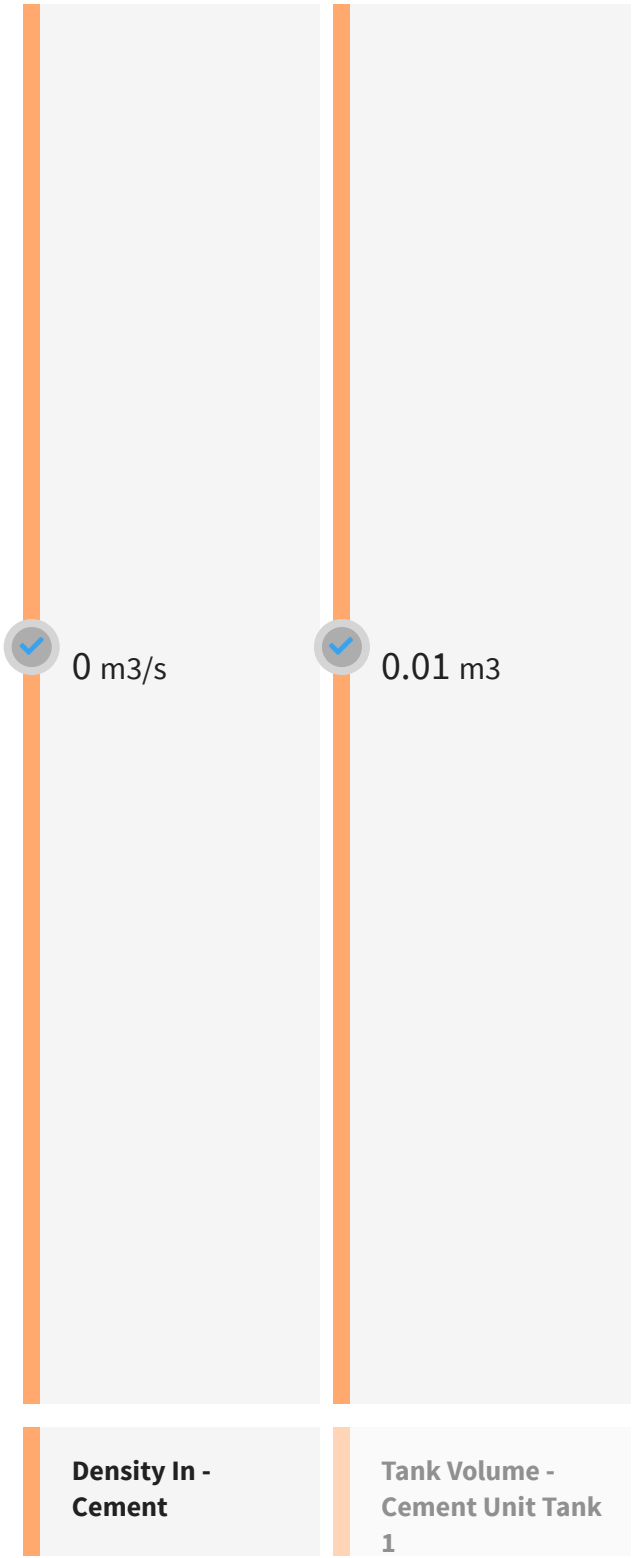 0 m3/s
0.01 m3
Density In -
Cement
Tank Volume -
Cement Unit Tank
1